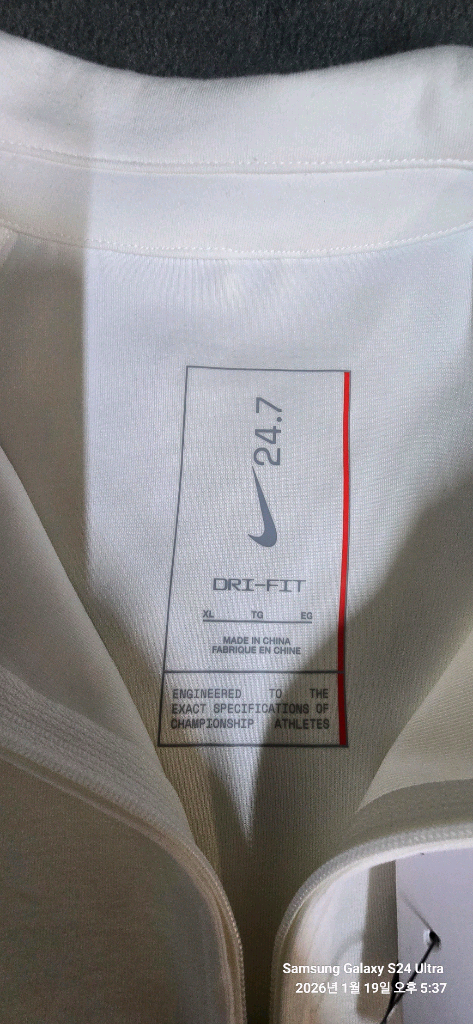 24.7
DRI-FIT
XL TG EG
MADE IN CHINA
FABRIQUE EN CHINE
ENGINEERED TO THE
EXACT SPECIFICATIONS OF
CHAMPIONSHIP ATHLETES
Samsung Galaxy S24 Ultra
2026년 1월 19일 오후 5:37